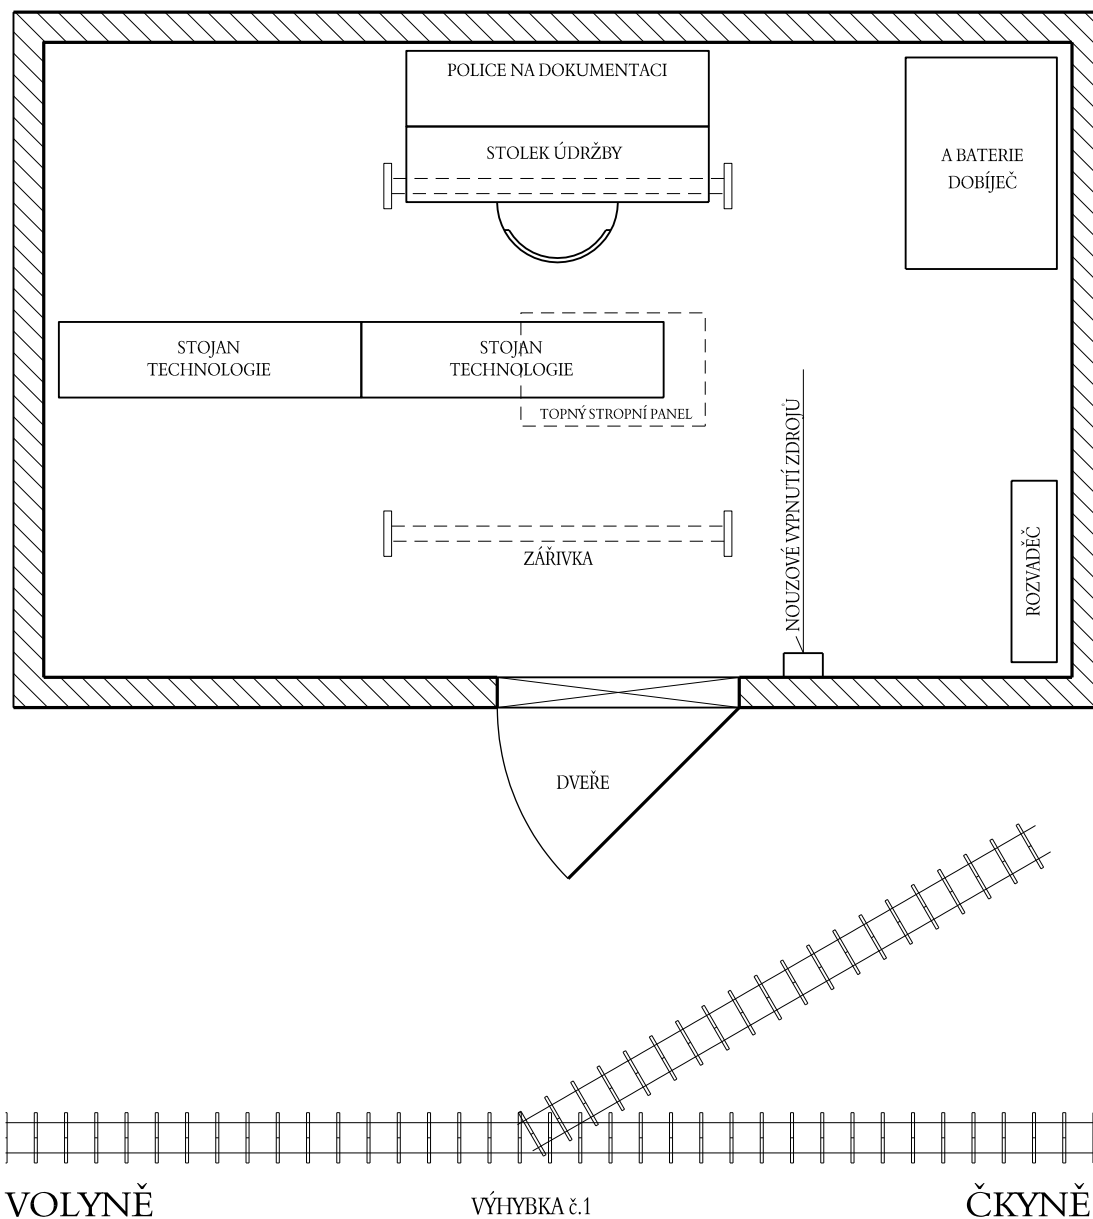 POLICE NA DOKUMENTACI
STOLEK ÚDRŽBY
A BATERIE
DOBÍJEČ
STOJAN
TECHNOLOGIE
STOJAN
TECHNOLOGIE
TOPNÝ STROPNÍ PANEL
NOUZOVÉ VYPNUTÍ ZDROJŮ
ROZVADĚČ
ZÁŘIVKA
DVEŘE
VOLYNĚ
VÝHYBKA č.1
ČKYNĚ